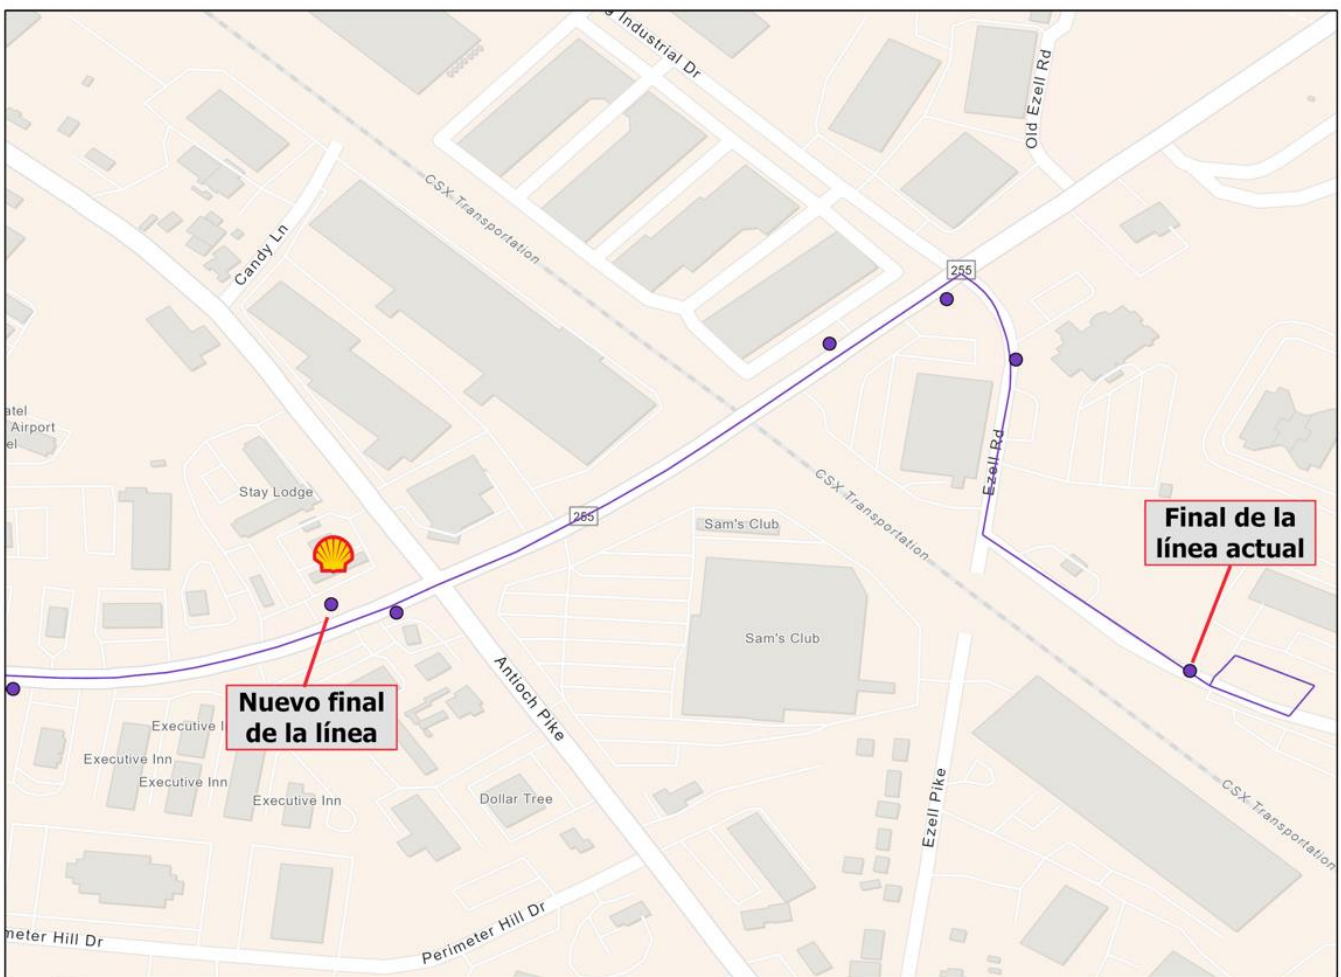 g Industrial Dr
Old Ezell Rd
CSX Transportation
Candy Ln
255
atel
Airport
el
Ezell Rd
Stay Lodge
CSX Transportation
255
Sam's Club
Final de la
línea actual
Sam's Club
Antioch Pike
Nuevo final
de la línea
Executive I
Executive Inn
Executive Inn
Executive Inn
Dollar Tree
Ezell Pike
CSX Transportation
meter Hill Dr
Perimeter Hill Dr